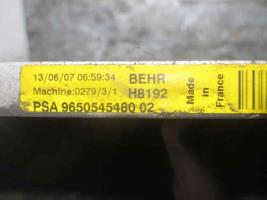 13/06/07 06:59:34 BEHR
Machine:0279/3/1 H8192
PSA 9650545480 02
Made in France